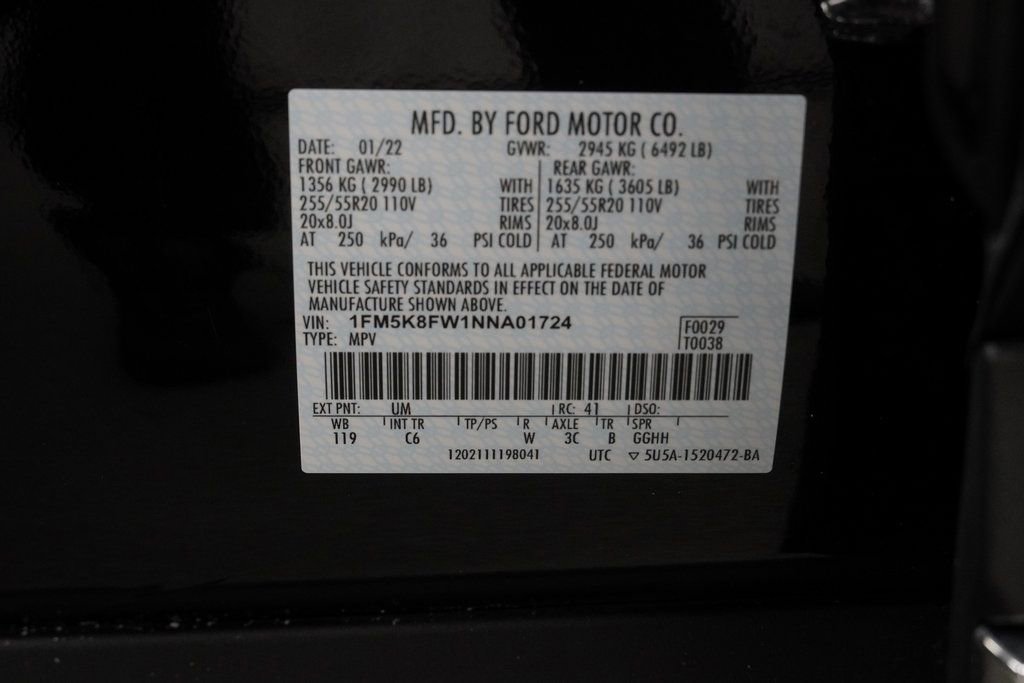 MFD. BY FORD MOTOR CO.
DATE: 01/22 GVWR: 2945 KG ( 6492 LB)
FRONT GAWR: REAR GAWR:
1356 KG ( 2990 LB) WITH 1635 KG ( 3605 LB) WITH
255/55R20 110V TIRES 255/55R20 110V TIRES
20x8.0J RIMS 20x8.0J RIMS
AT 250 kPa/ 36 PSI COLD AT 250 kPa/ 36 PSI COLD
THIS VEHICLE CONFORMS TO ALL APPLICABLE FEDERAL MOTOR
VEHICLE SAFETY STANDARDS IN EFFECT ON THE DATE OF
MANUFACTURE SHOWN ABOVE.
VIN: 1FM5K8FW1NNA01724 F0029
TYPE: MPV T0038
EXT PNT: UM RC: 41 DSO:
WB INT TR TP/PS R AXLE TR SPR
119 C6 W 3C B GGHH
1202111198041 UTC ▽ 5U5A-1520472-BA